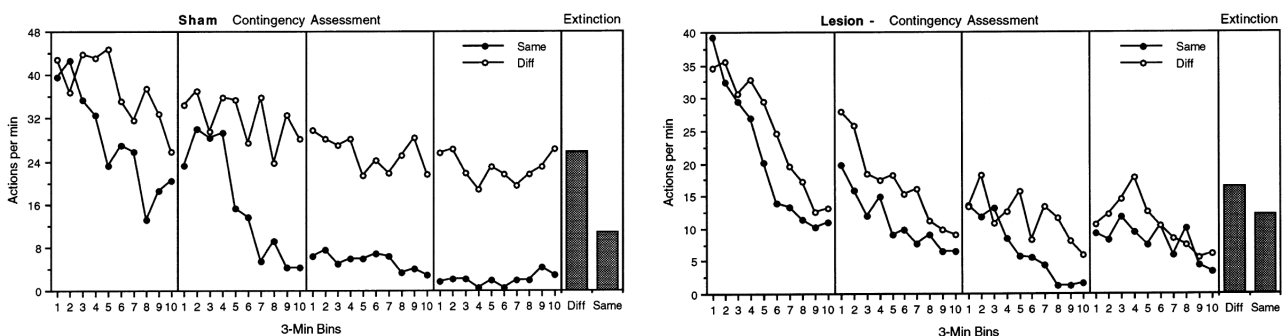 Sham Contingency Assessment Extinction
48
40
32
24
16
8
0
Actions per min
Same
Diff
1 2 3 4 5 6 7 8 9 10 1 2 3 4 5 6 7 8 9 10 1 2 3 4 5 6 7 8 9 10 1 2 3 4 5 6 7 8 9 10 Diff Same
3-Min Bins
Lesion - Contingency Assessment Extinction
40
35
30
25
20
15
10
5
0
Actions per min
Same
Diff
1 2 3 4 5 6 7 8 9 10 1 2 3 4 5 6 7 8 9 10 1 2 3 4 5 6 7 8 9 10 1 2 3 4 5 6 7 8 9 10 Diff Same
3-Min Bins